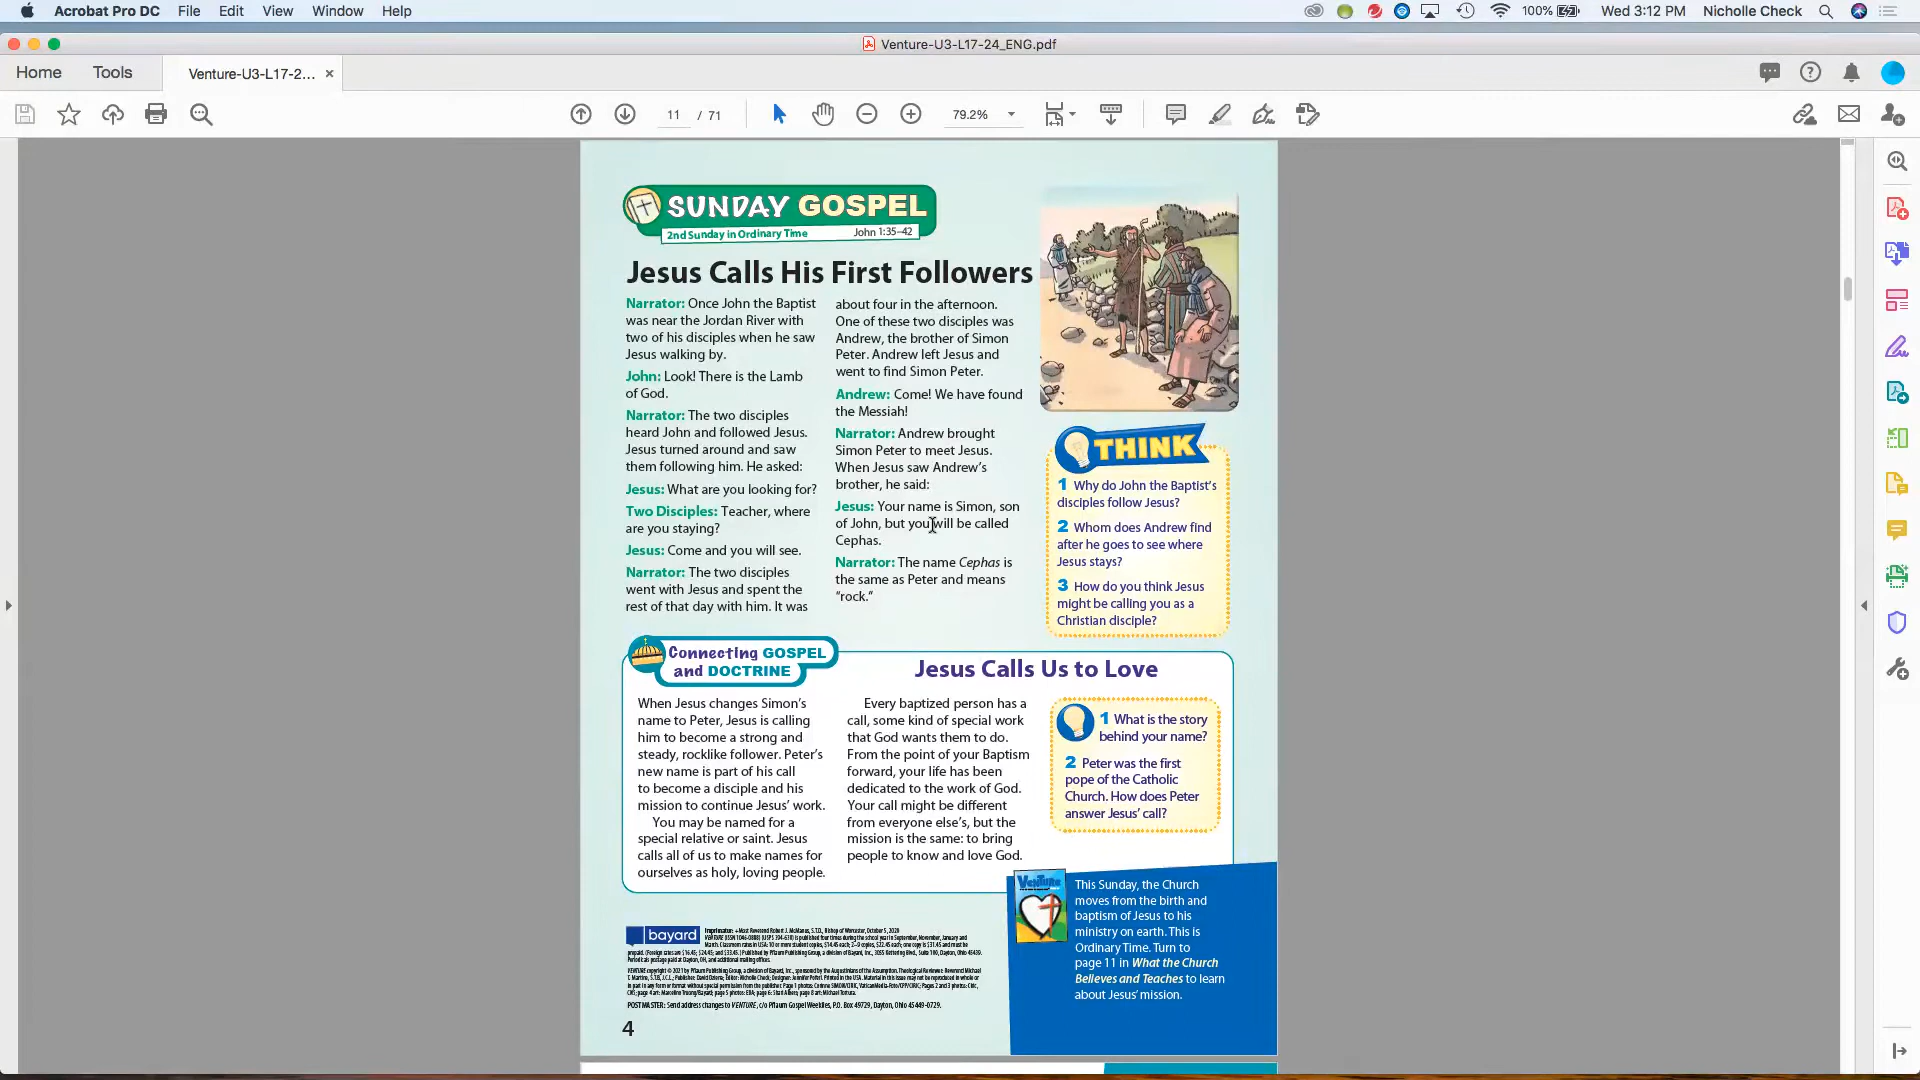 Acrobat Pro DC File Edit View Window Help
100% Wed 3:12 PM Nicholle Check
Venture-U3-L17-24_ENG.pdf
Home Tools Venture-U3-L17-2... ×
11 / 71 79.2%
SUNDAY GOSPEL
2nd Sunday in Ordinary Time John 1:35–42
Jesus Calls His First Followers
Narrator: Once John the Baptist
was near the Jordan River with
two of his disciples when he saw
Jesus walking by.
John: Look! There is the Lamb
of God.
Narrator: The two disciples
heard John and followed Jesus.
Jesus turned around and saw
them following him. He asked:
Jesus: What are you looking for?
Two Disciples: Teacher, where
are you staying?
Jesus: Come and you will see.
Narrator: The two disciples
went with Jesus and spent the
rest of that day with him. It was
about four in the afternoon.
One of these two disciples was
Andrew, the brother of Simon
Peter. Andrew left Jesus and
went to find Simon Peter.
Andrew: Come! We have found
the Messiah!
Narrator: Andrew brought
Simon Peter to meet Jesus.
When Jesus saw Andrew's
brother, he said:
Jesus: Your name is Simon, son
of John, but you will be called
Cephas.
Narrator: The name Cephas is
the same as Peter and means
"rock."
THINK
1 Why do John the Baptist's
disciples follow Jesus?
2 Whom does Andrew find
after he goes to see where
Jesus stays?
3 How do you think Jesus
might be calling you as a
Christian disciple?
Connecting GOSPEL
and DOCTRINE
Jesus Calls Us to Love
When Jesus changes Simon's
name to Peter, Jesus is calling
him to become a strong and
steady, rocklike follower. Peter's
new name is part of his call
to become a disciple and his
mission to continue Jesus' work.
You may be named for a
special relative or saint. Jesus
calls all of us to make names for
ourselves as holy, loving people.
Every baptized person has a
call, some kind of special work
that God wants them to do.
From the point of your Baptism
forward, your life has been
dedicated to the work of God.
Your call might be different
from everyone else's, but the
mission is the same: to bring
people to know and love God.
1 What is the story
behind your name?
2 Peter was the first
pope of the Catholic
Church. How does Peter
answer Jesus' call?
VENTURE
This Sunday, the Church
moves from the birth and
baptism of Jesus to his
ministry on earth. This is
Ordinary Time. Turn to
page 11 in What the Church
Believes and Teaches to learn
about Jesus' mission.
bayard
POSTMASTER: Send address changes to VENTURE, c/o Pflaum Gospel Weeklies, P.O. Box 49729, Dayton, Ohio 45449-0729.
4